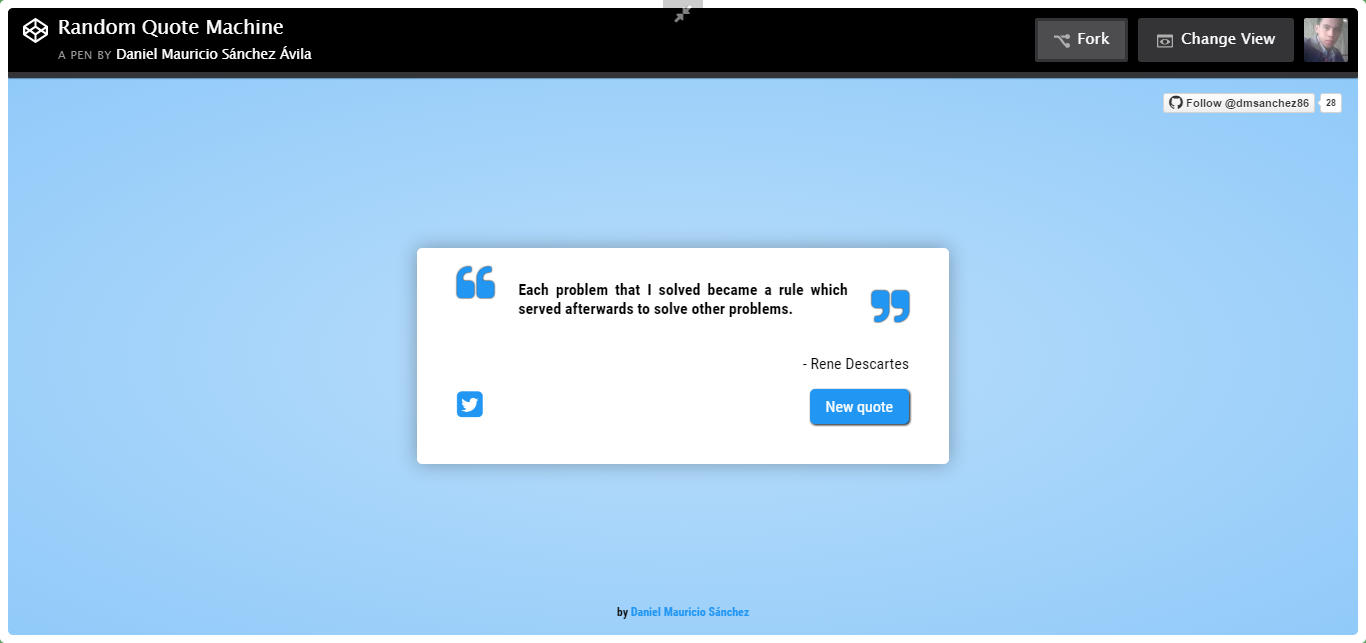 Random Quote Machine
A PEN BY Daniel Mauricio Sánchez Ávila
Fork
Change View
Follow @dmsanchez86
28
Each problem that I solved became a rule which
served afterwards to solve other problems.
- Rene Descartes
New quote
by Daniel Mauricio Sánchez